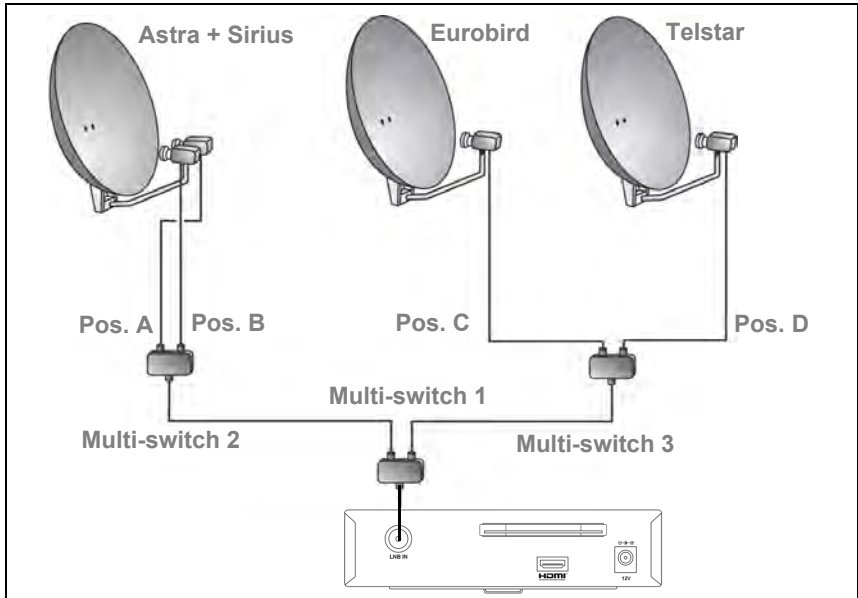 Astra + Sirius
Eurobird
Telstar
Pos. A
Pos. B
Pos. C
Pos. D
Multi-switch 1
Multi-switch 2
Multi-switch 3
LNB IN
HDMI
12V